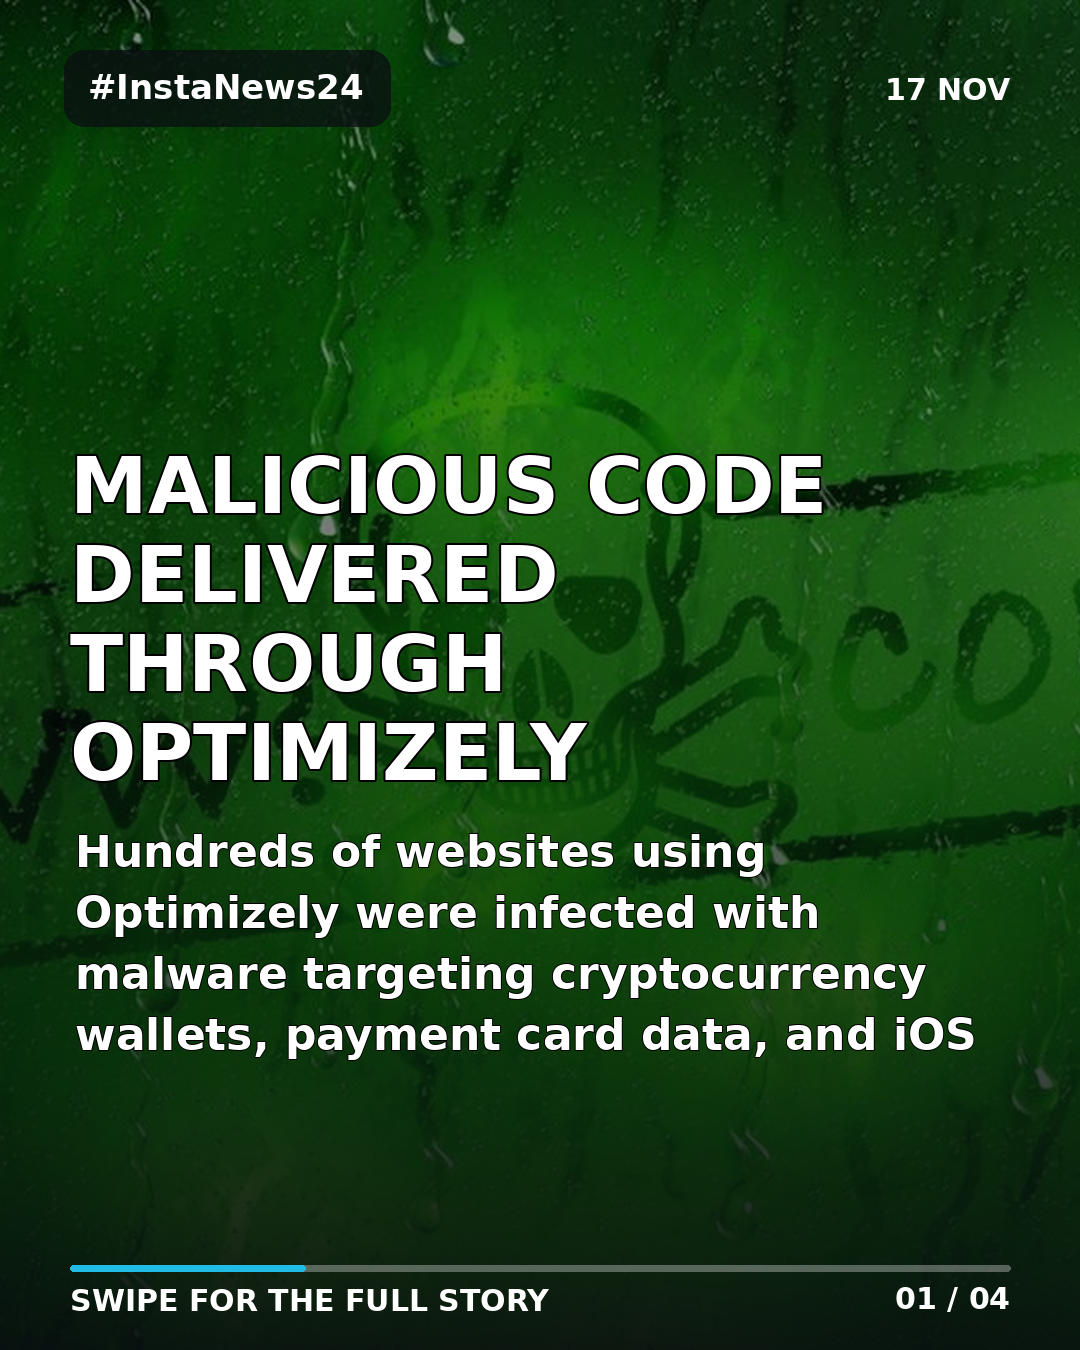 #InstaNews24
17 NOV
MALICIOUS CODE
DELIVERED
THROUGH
OPTIMIZELY
Hundreds of websites using
Optimizely were infected with
malware targeting cryptocurrency
wallets, payment card data, and iOS
SWIPE FOR THE FULL STORY
01 / 04